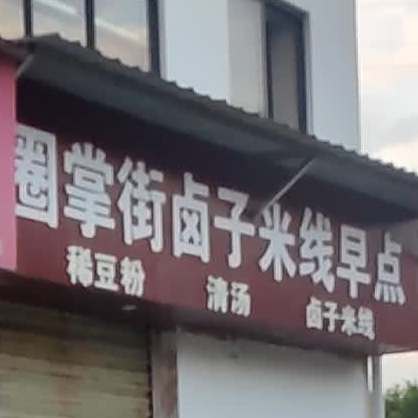 圈掌街卤子米线早点
稀豆粉 清汤 卤子米线